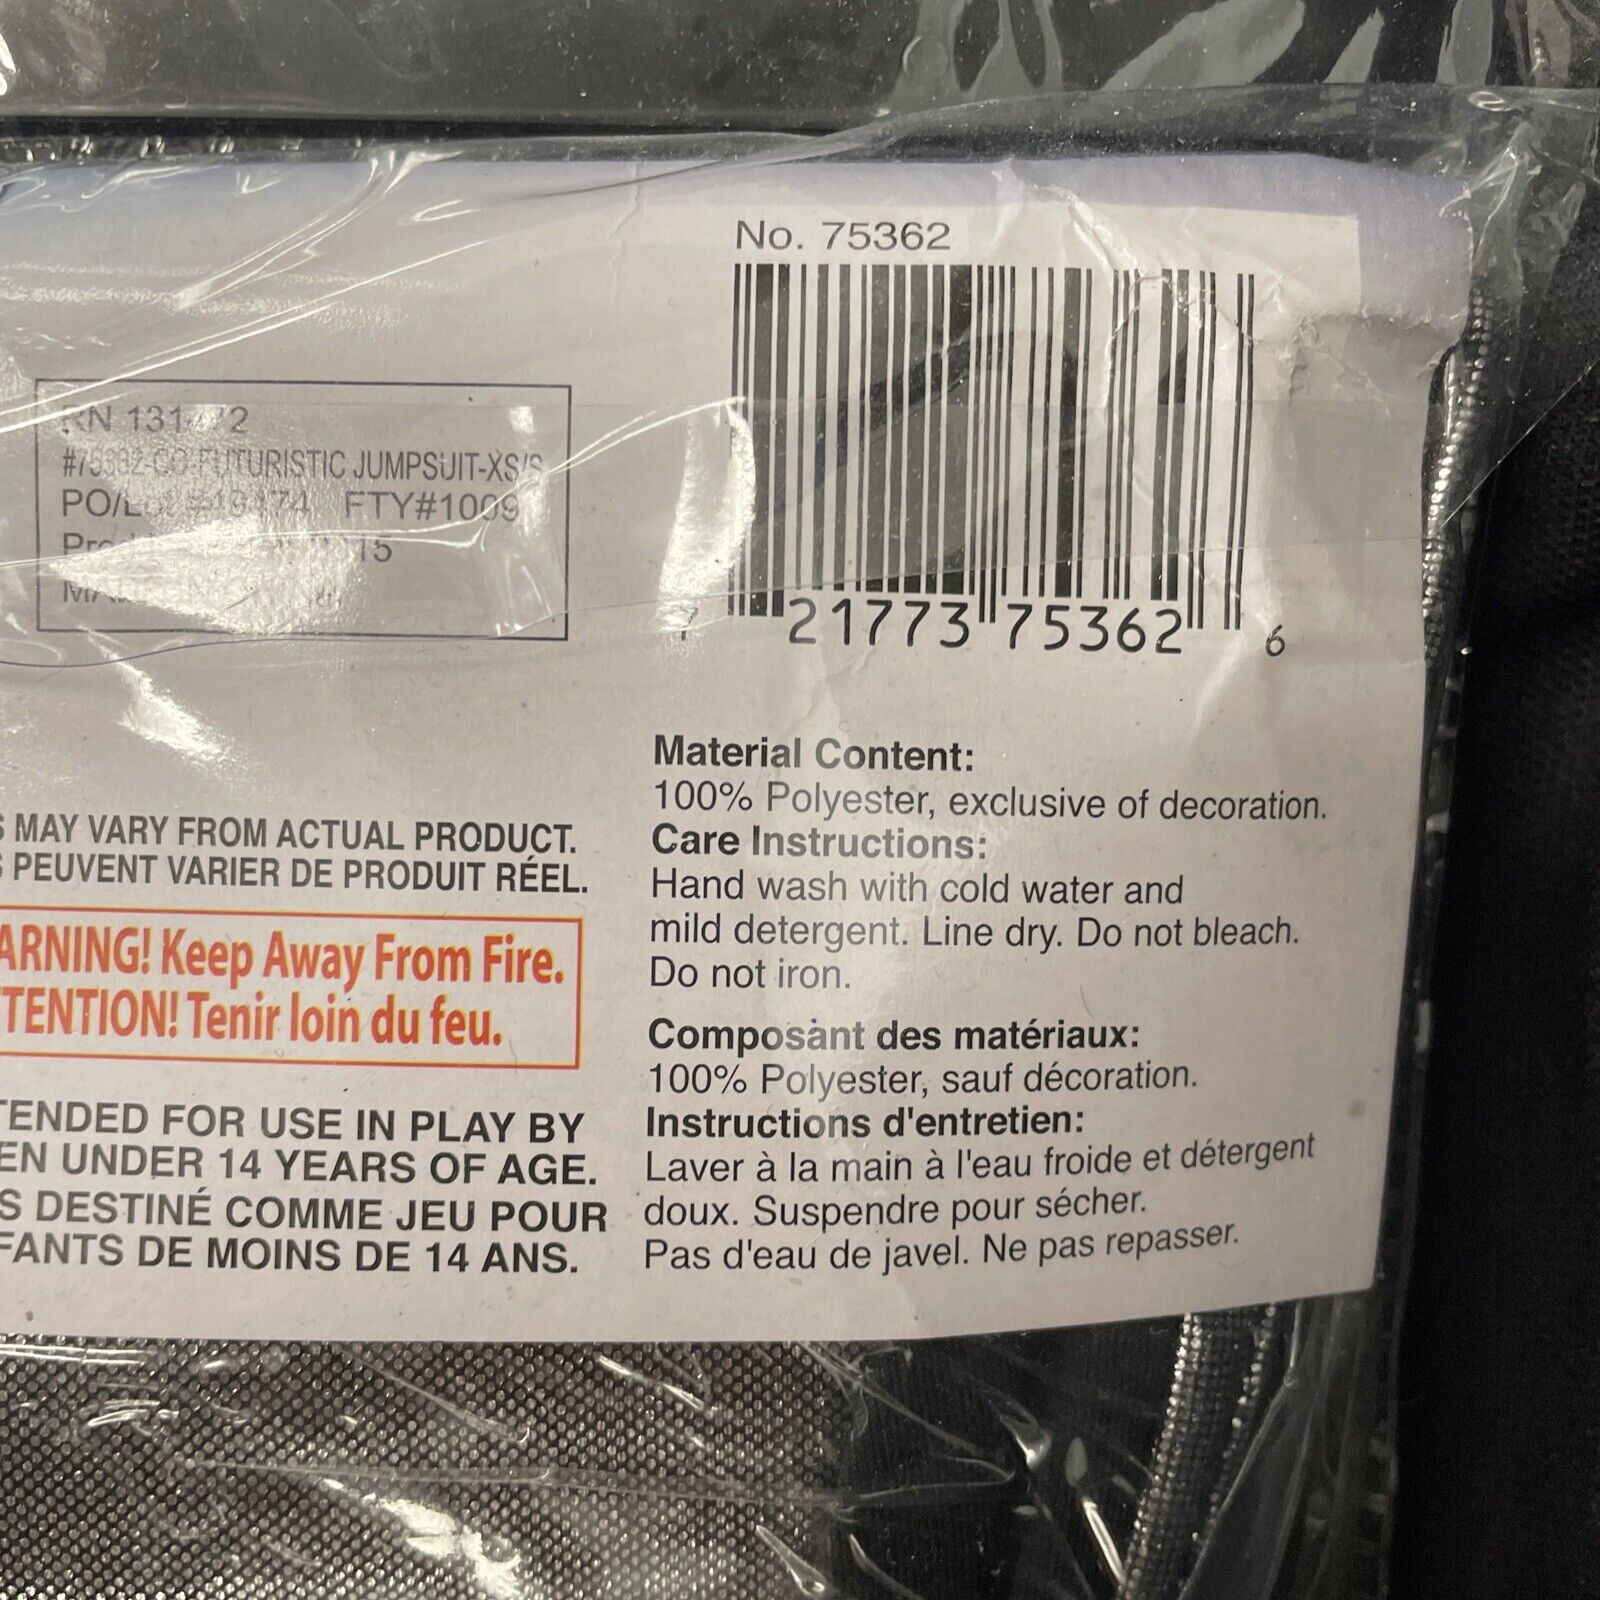 No. 75362
FUTURISTIC JUMPSUIT-XS/S
FTY#1009
7 21773 75362 6
MAY VARY FROM ACTUAL PRODUCT.
PEUVENT VARIER DE PRODUIT RÉEL.
ARNING! Keep Away From Fire.
TENTION! Tenir loin du feu.
TENDED FOR USE IN PLAY BY
EN UNDER 14 YEARS OF AGE.
S DESTINÉ COMME JEU POUR
FANTS DE MOINS DE 14 ANS.
Material Content:
100% Polyester, exclusive of decoration.
Care Instructions:
Hand wash with cold water and
mild detergent. Line dry. Do not bleach.
Do not iron.
Composant des matériaux:
100% Polyester, sauf décoration.
Instructions d'entretien:
Laver à la main à l'eau froide et détergent
doux. Suspendre pour sécher.
Pas d'eau de javel. Ne pas repasser.